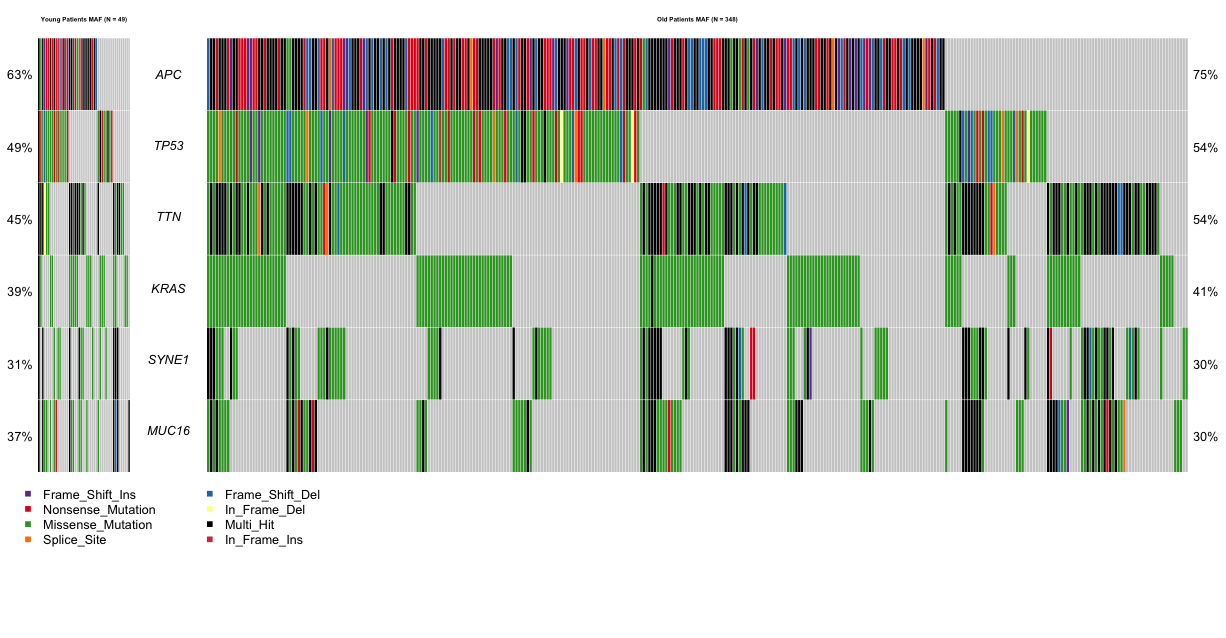 Young Patients MAF (N = 49)
Old Patients MAF (N = 348)
63% APC 75%
49% TP53 54%
45% TTN 54%
39% KRAS 41%
31% SYNE1 30%
37% MUC16 30%
Frame_Shift_Ins Frame_Shift_Del
Nonsense_Mutation In_Frame_Del
Missense_Mutation Multi_Hit
Splice_Site In_Frame_Ins